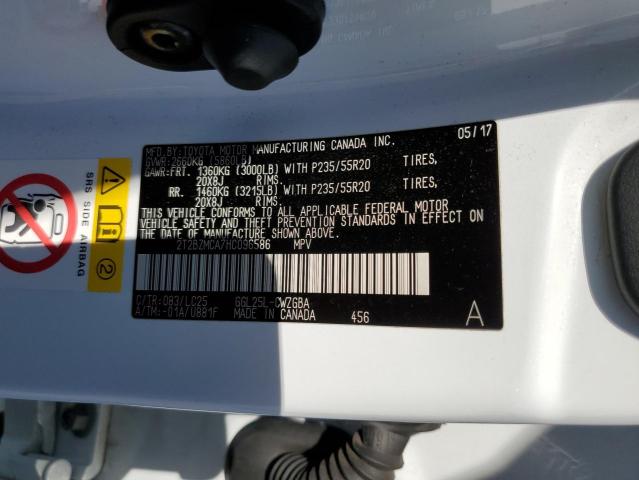 MFD.BY:TOYOTA MOTOR MANUFACTURING CANADA INC. 05/17
GVWR:2660KG (5860LB)
GAWR:FRT. 1360KG (3000LB) WITH P235/55R20 TIRES,
20X8J RIMS.
RR. 1460KG (3215LB) WITH P235/55R20 TIRES,
20X8J RIMS.
THIS VEHICLE CONFORMS TO ALL APPLICABLE FEDERAL MOTOR
VEHICLE SAFETY AND THEFT PREVENTION STANDARDS IN EFFECT
ON THE DATE OF MANUFACTURE SHOWN ABOVE.
2T2BZMCA7HC096586 MPV
C/TR:083/LC25 GGL25L-CWZGBA
A/TM:-01A/U881F MADE IN CANADA 456 A
SRS SIDE AIRBAG